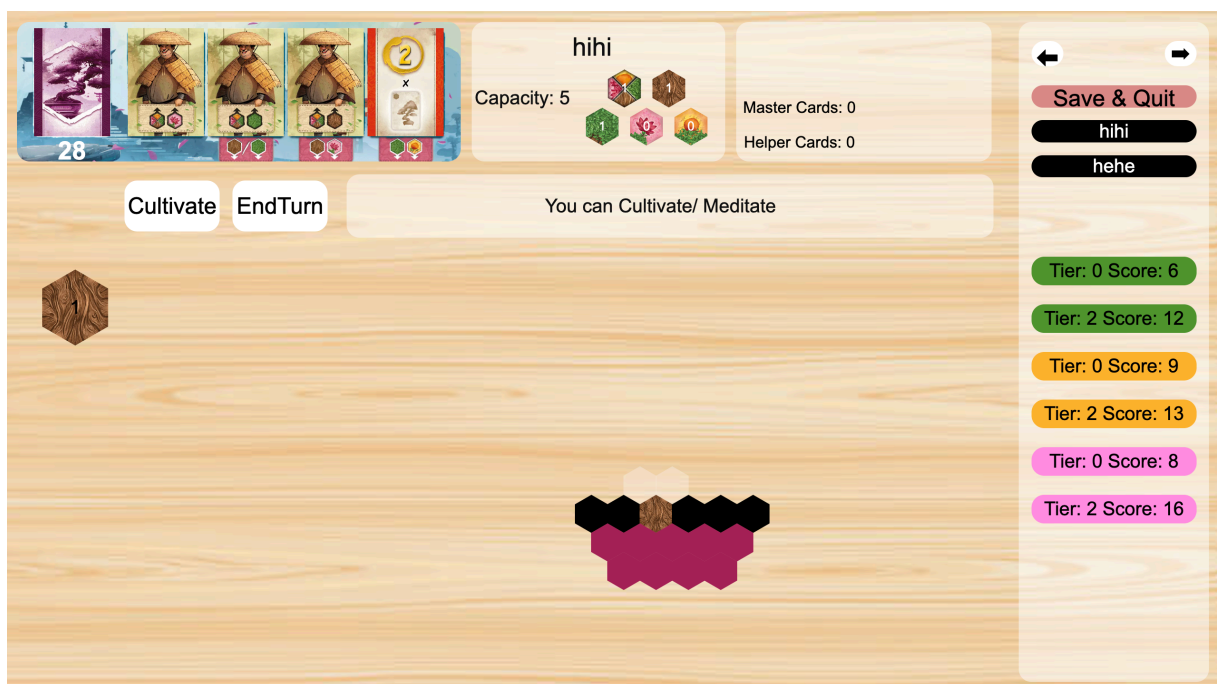 28
2
x
hihi
Capacity: 5
1
1
1
0
0
Master Cards: 0
Helper Cards: 0
Save & Quit
hihi
hehe
Cultivate
EndTurn
You can Cultivate/ Meditate
1
Tier: 0 Score: 6
Tier: 2 Score: 12
Tier: 0 Score: 9
Tier: 2 Score: 13
Tier: 0 Score: 8
Tier: 2 Score: 16